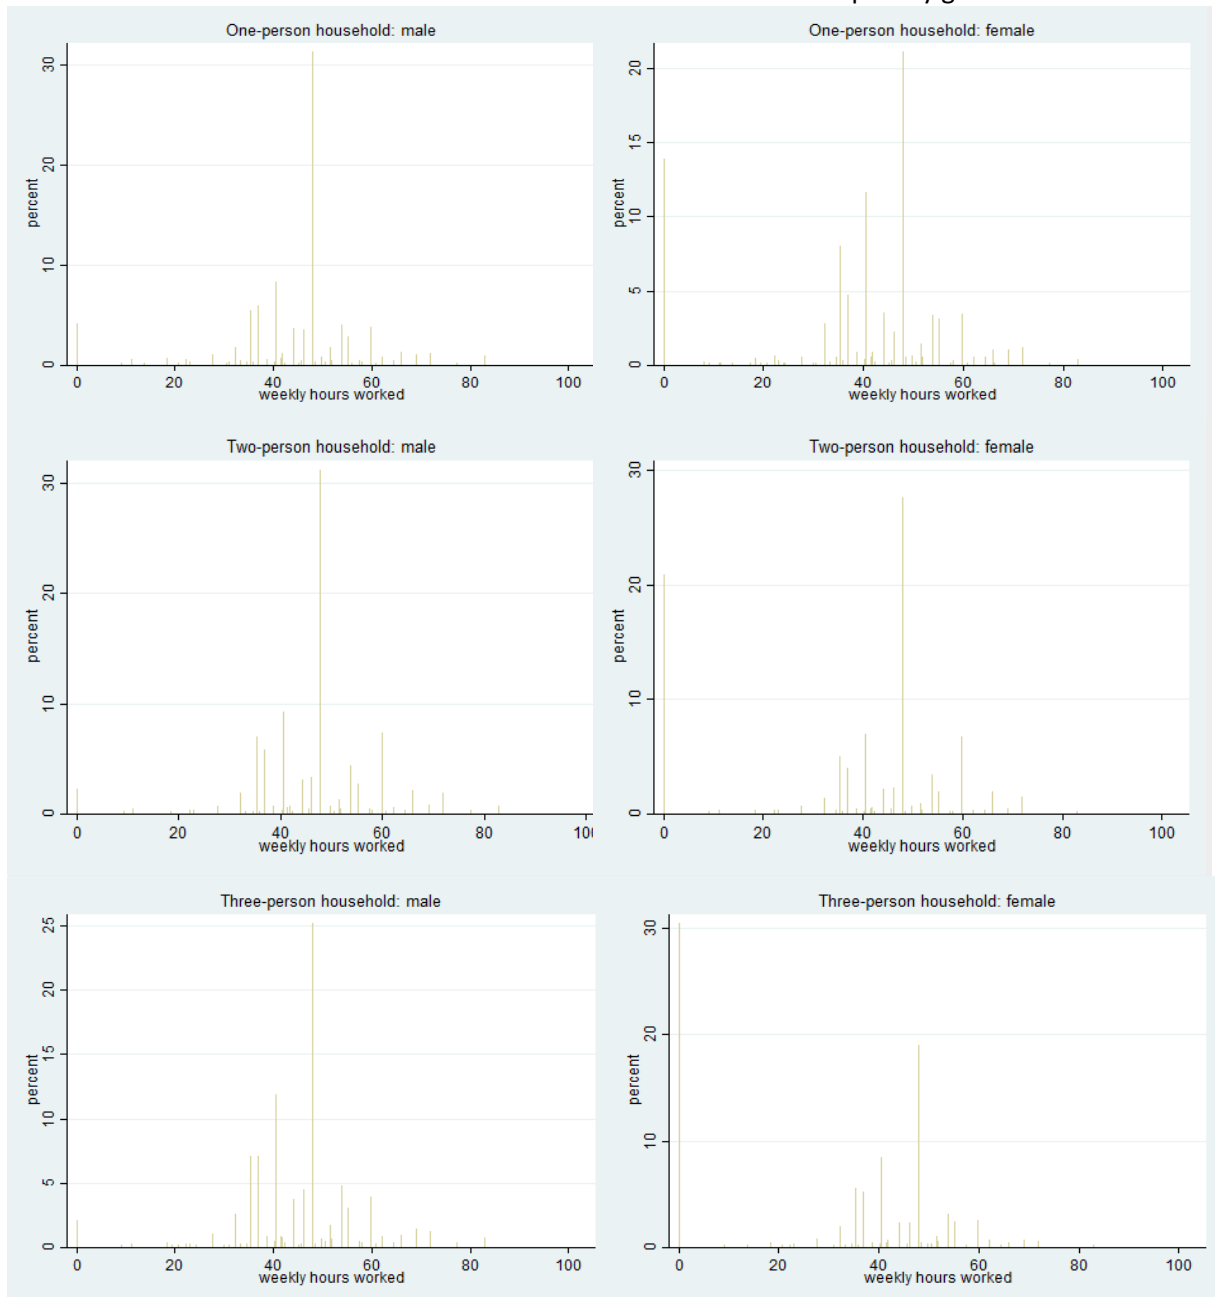 One-person household: male
percent
30
20
10
0
0 20 40 60 80 100
weekly hours worked
One-person household: female
percent
20
15
10
5
0
0 20 40 60 80 100
weekly hours worked
Two-person household: male
percent
30
20
10
0
0 20 40 60 80
weekly hours worked
Two-person household: female
percent
30
20
10
0
0 20 40 60 80 100
weekly hours worked
Three-person household: male
percent
25
20
15
10
5
0
0 20 40 60 80 100
weekly hours worked
Three-person household: female
percent
30
20
10
0
0 20 40 60 80 100
weekly hours worked